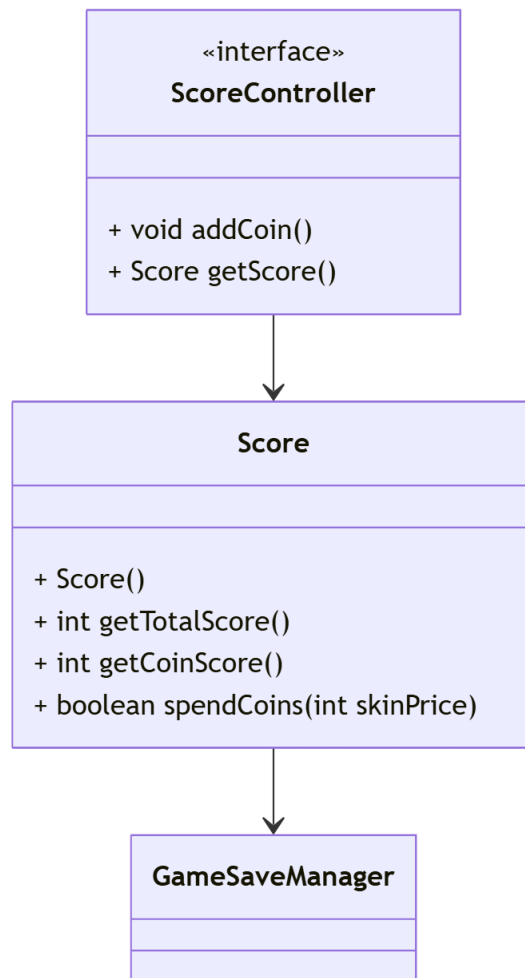 «interface»
ScoreController
+ void addCoin()
+ Score getScore()
Score
+ Score()
+ int getTotalScore()
+ int getCoinScore()
+ boolean spendCoins(int skinPrice)
GameSaveManager